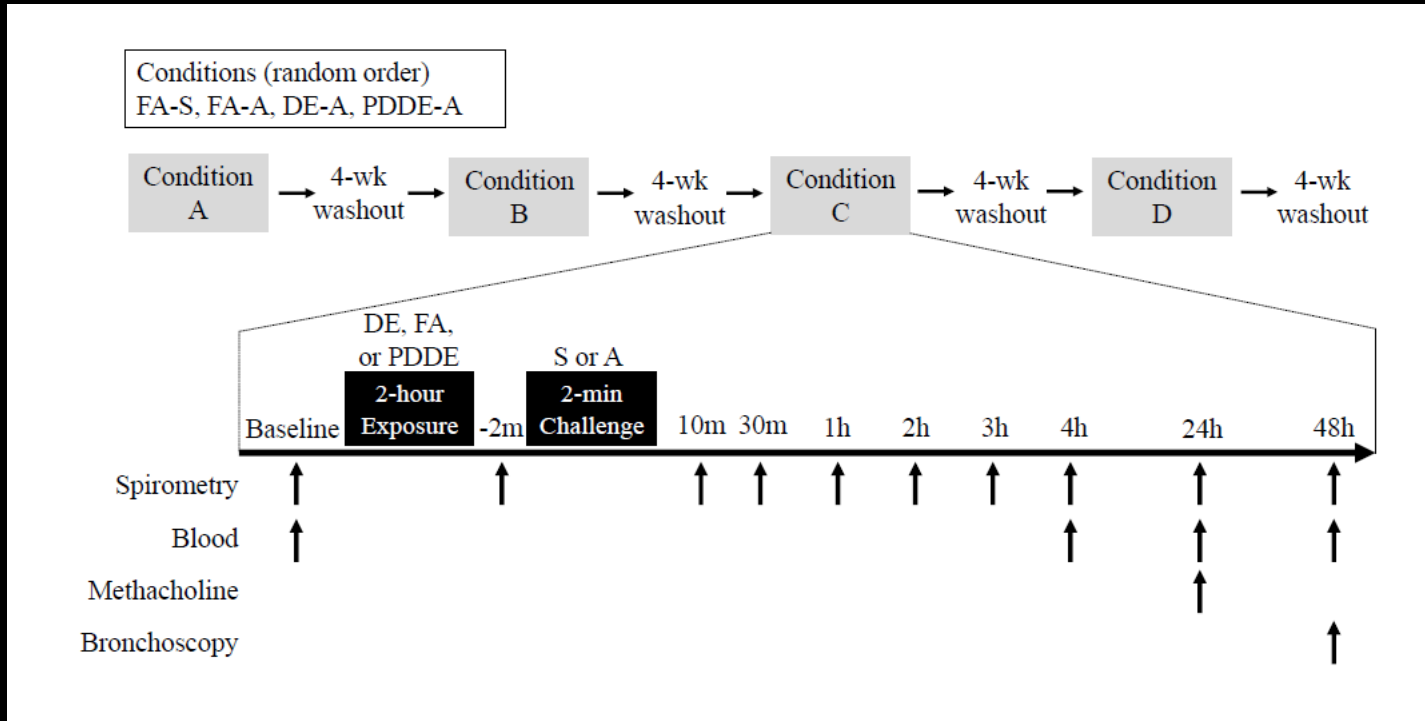 Conditions (random order)
FA-S, FA-A, DE-A, PDDE-A
Condition
A
4-wk
washout
Condition
B
4-wk
washout
Condition
C
4-wk
washout
Condition
D
4-wk
washout
DE, FA,
or PDDE
S or A
2-hour
Exposure
2-min
Challenge
Baseline -2m 10m 30m 1h 2h 3h 4h 24h 48h
Spirometry
Blood
Methacholine
Bronchoscopy